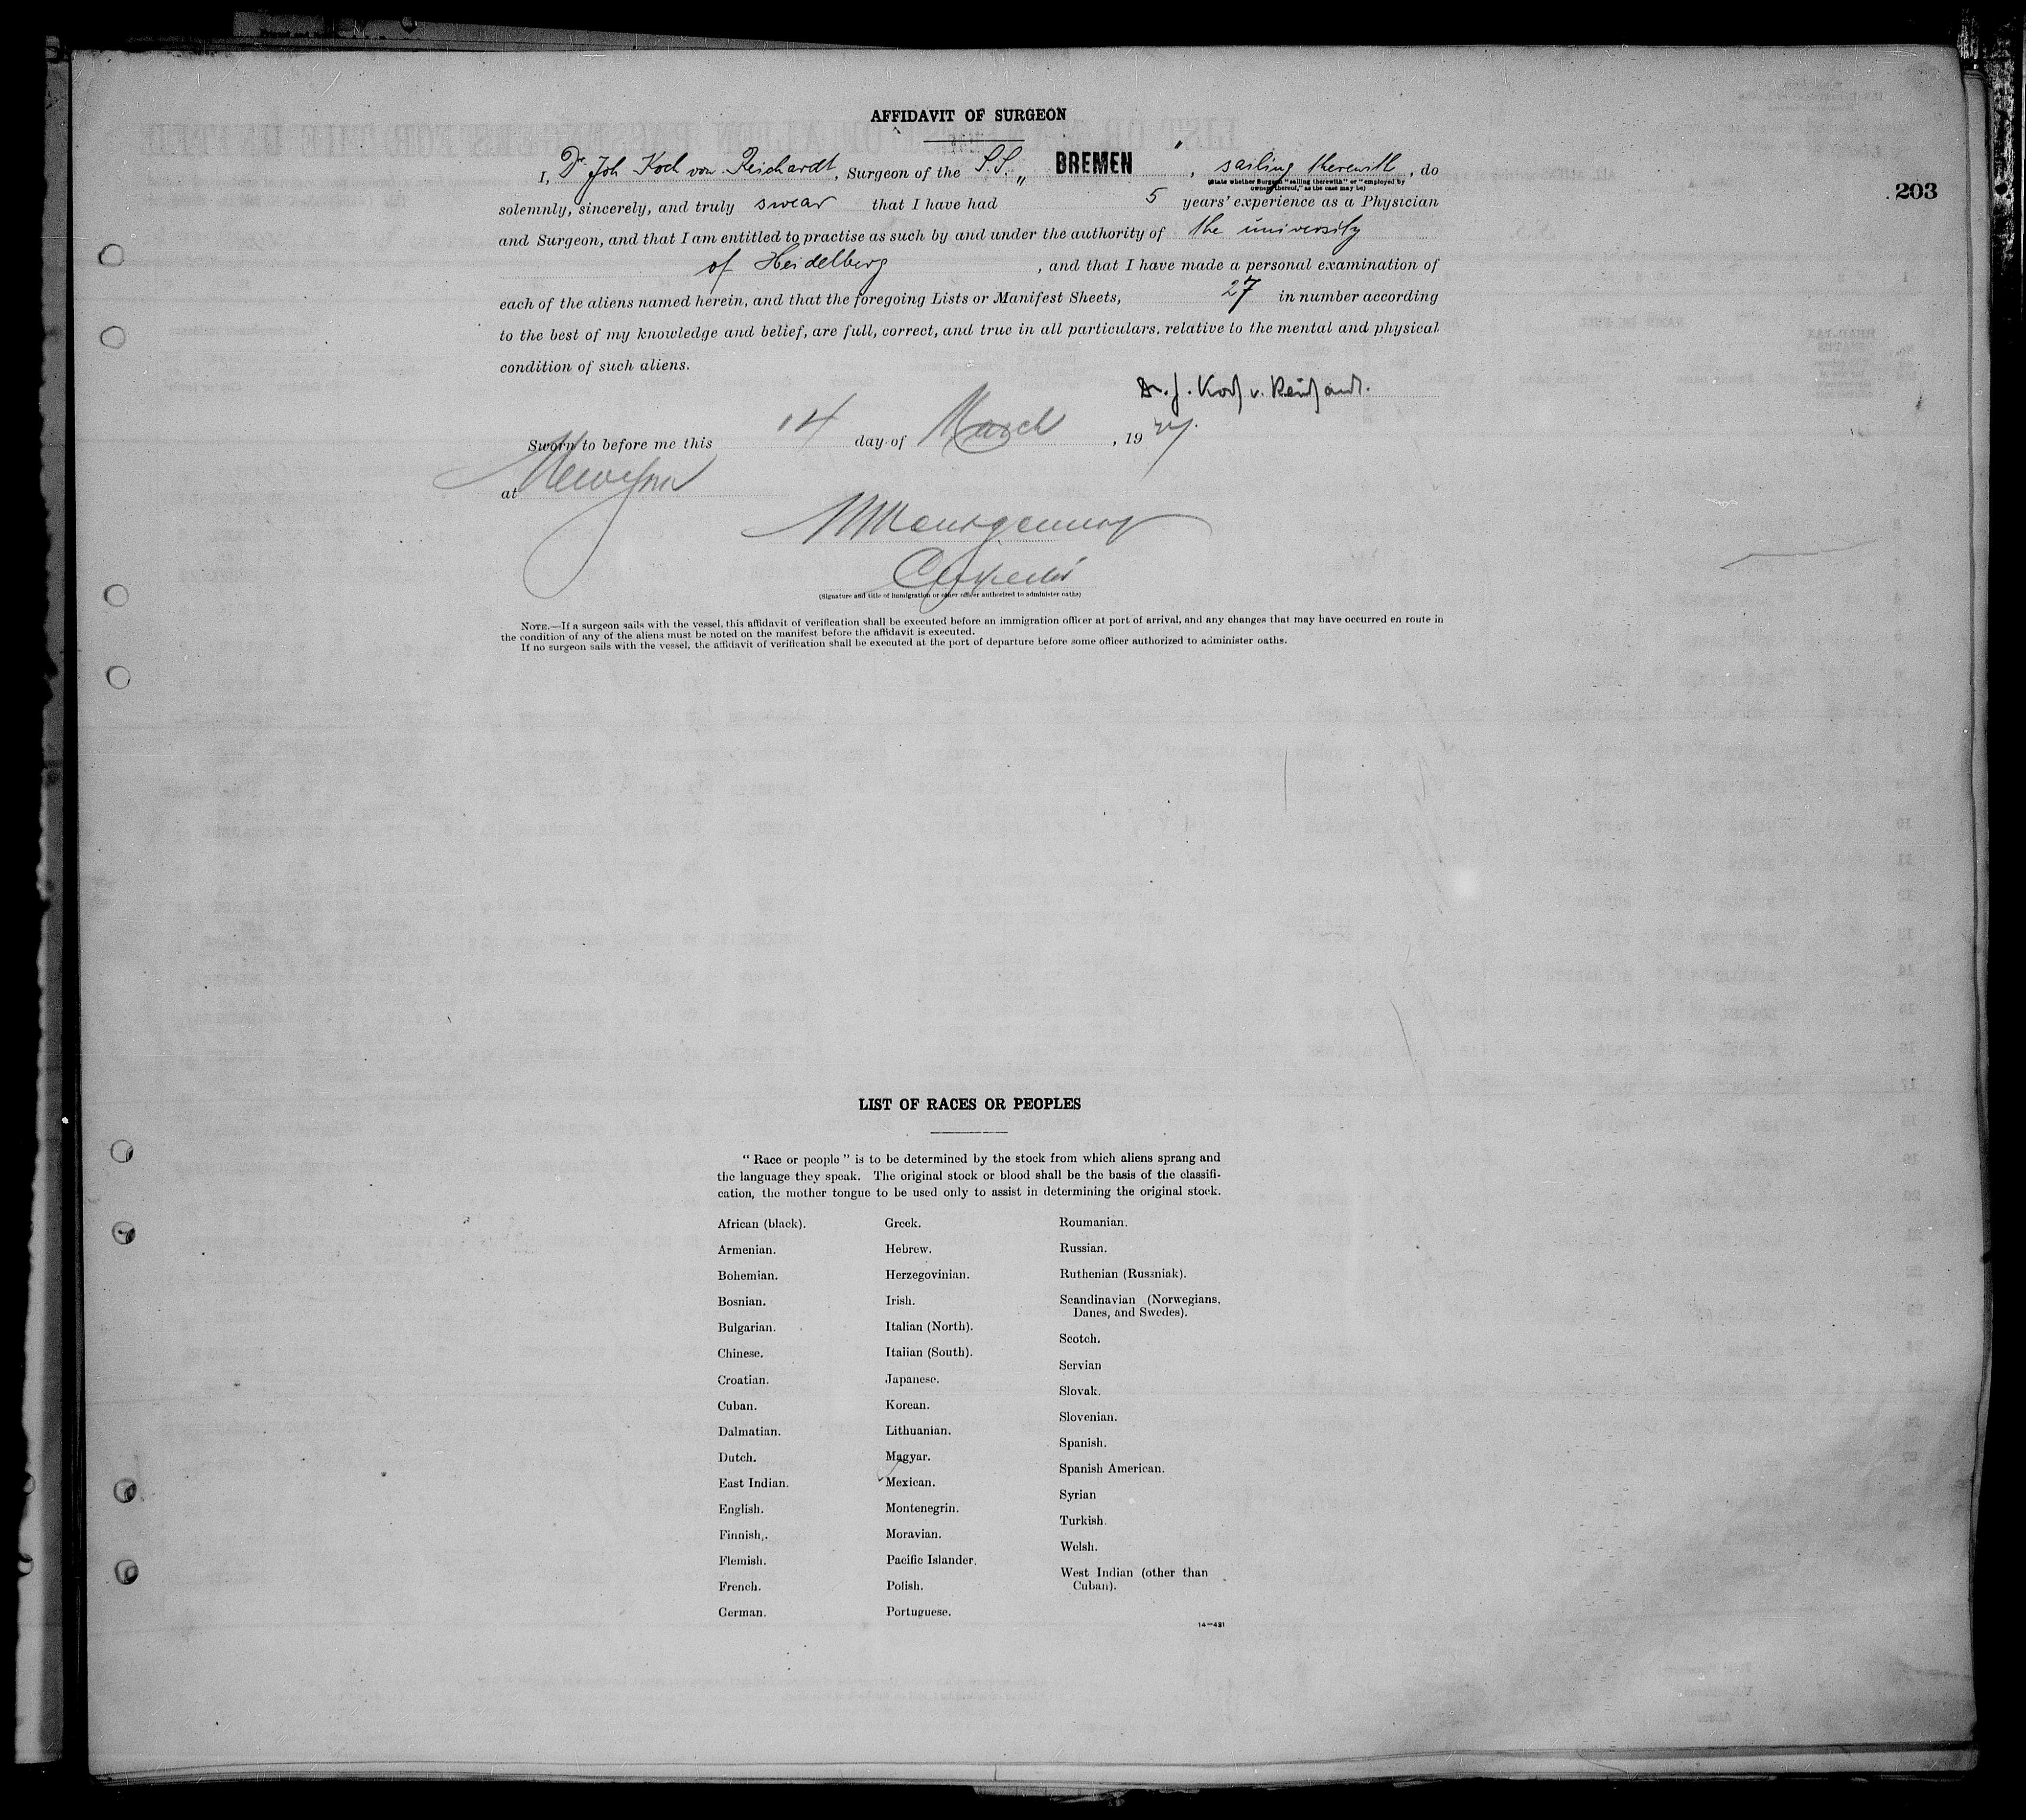 AFFIDAVIT OF SURGEON
I, Dr Joh Koch von Reichardt, Surgeon of the S.S. „ BREMEN ", sailing therewith, do
(State whether Surgeon "sailing therewith" or "employed by
owners thereof," as the case may be)
203
solemnly, sincerely, and truly swear that I have had 5 years' experience as a Physician
and Surgeon, and that I am entitled to practise as such by and under the authority of the university
of Heidelberg, and that I have made a personal examination of
each of the aliens named herein, and that the foregoing Lists or Manifest Sheets, 27 in number according
to the best of my knowledge and belief, are full, correct, and true in all particulars, relative to the mental and physical
condition of such aliens.
Dr. J. Koch v. Reichardt.
Sworn to before me this 14 day of March, 19
at New York
Montgomery
(Signature and title of immigration or other officer authorized to administer oaths)
NOTE.—If a surgeon sails with the vessel, this affidavit of verification shall be executed before an immigration officer at port of arrival, and any changes that may have occurred en route in
the condition of any of the aliens must be noted on the manifest before the affidavit is executed.
If no surgeon sails with the vessel, the affidavit of verification shall be executed at the port of departure before some officer authorized to administer oaths.
LIST OF RACES OR PEOPLES
" Race or people " is to be determined by the stock from which aliens sprang and
the language they speak. The original stock or blood shall be the basis of the classifi-
cation, the mother tongue to be used only to assist in determining the original stock.
African (black).
Armenian.
Bohemian.
Bosnian.
Bulgarian.
Chinese.
Croatian.
Cuban.
Dalmatian.
Dutch.
East Indian.
English.
Finnish.
Flemish.
French.
German.
Greek.
Hebrew.
Herzegovinian.
Irish.
Italian (North).
Italian (South).
Japanese.
Korean.
Lithuanian.
Magyar.
Mexican.
Montenegrin.
Moravian.
Pacific Islander.
Polish.
Portuguese.
Roumanian.
Russian.
Ruthenian (Russniak).
Scandinavian (Norwegians,
Danes, and Swedes).
Scotch.
Servian
Slovak.
Slovenian.
Spanish.
Spanish American.
Syrian
Turkish.
Welsh.
West Indian (other than
Cuban).
14—431